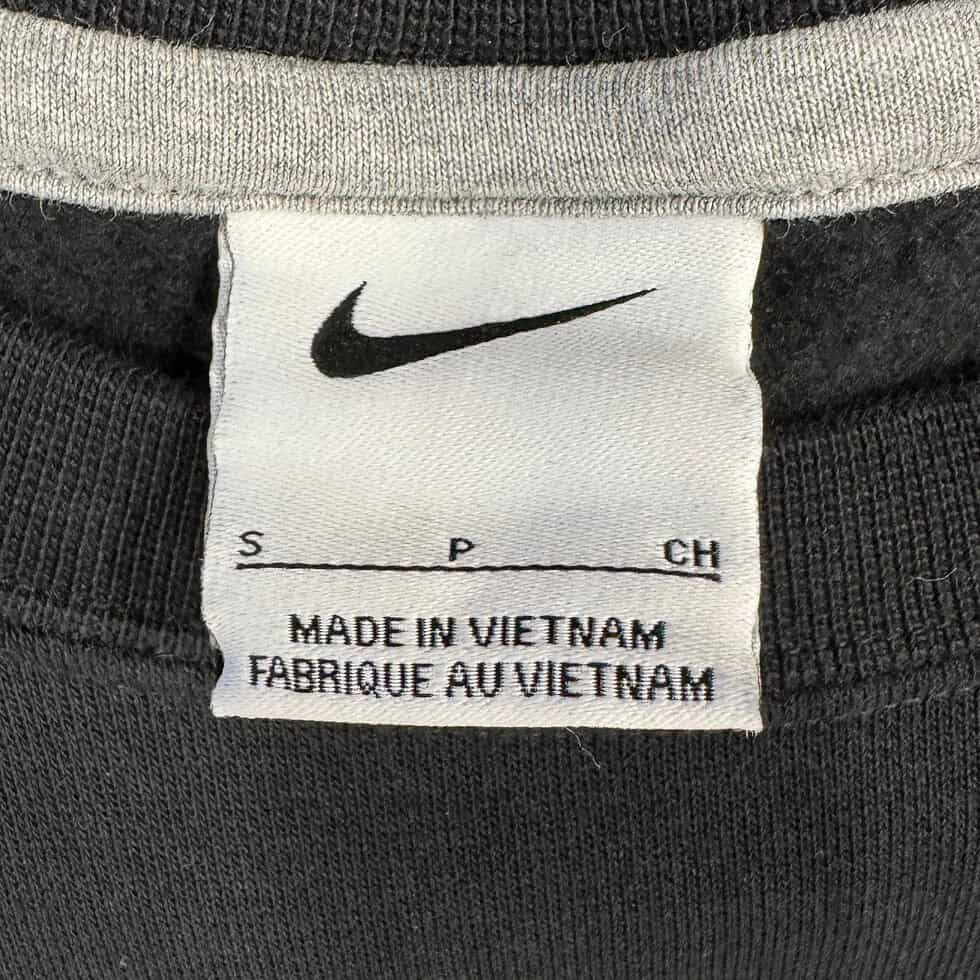 S P CH
MADE IN VIETNAM
FABRIQUE AU VIETNAM